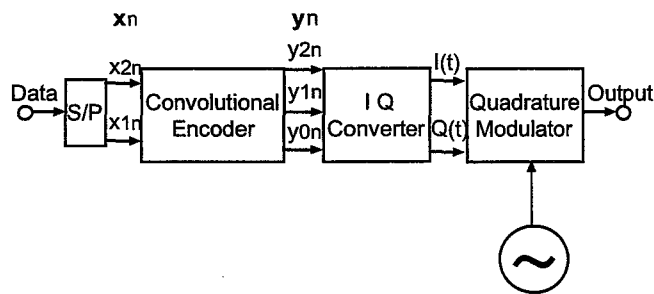 xn yn
Data
S/P
x2n
x1n
Convolutional
Encoder
y2n
y1n
y0n
I Q
Converter
I(t)
Q(t)
Quadrature
Modulator
Output
~